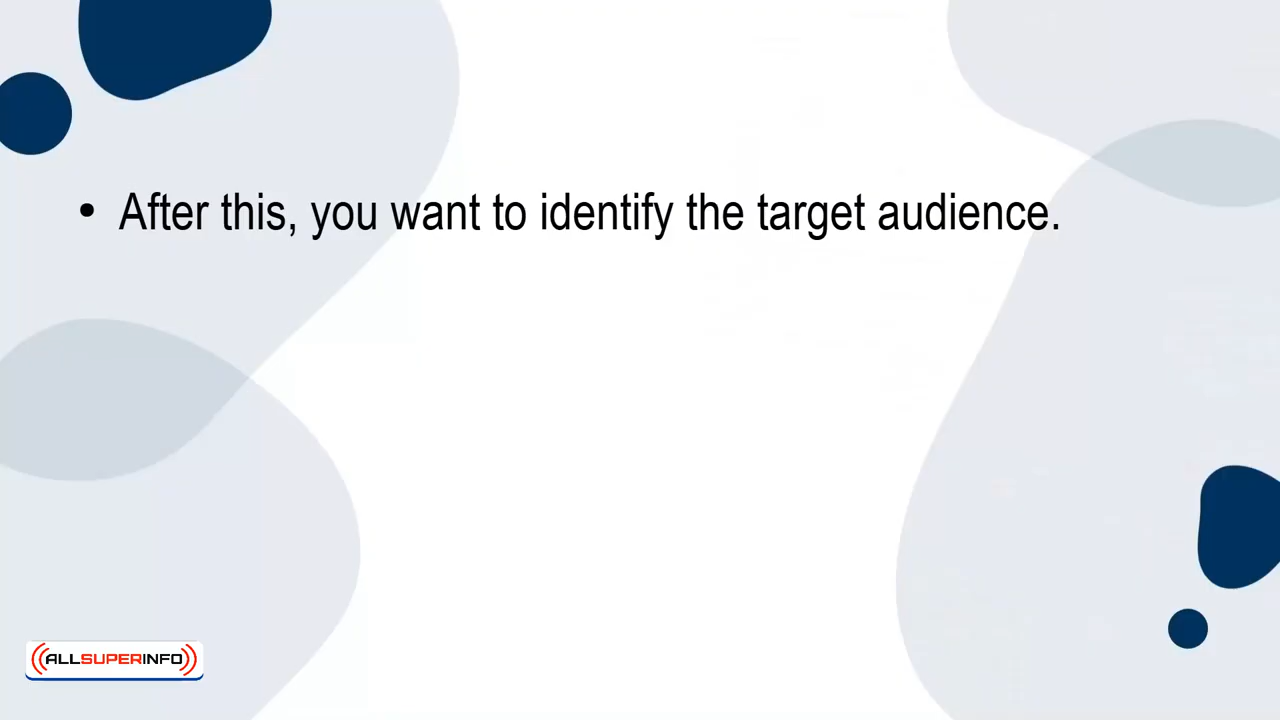 • After this, you want to identify the target audience.
ALLSUPERINFO